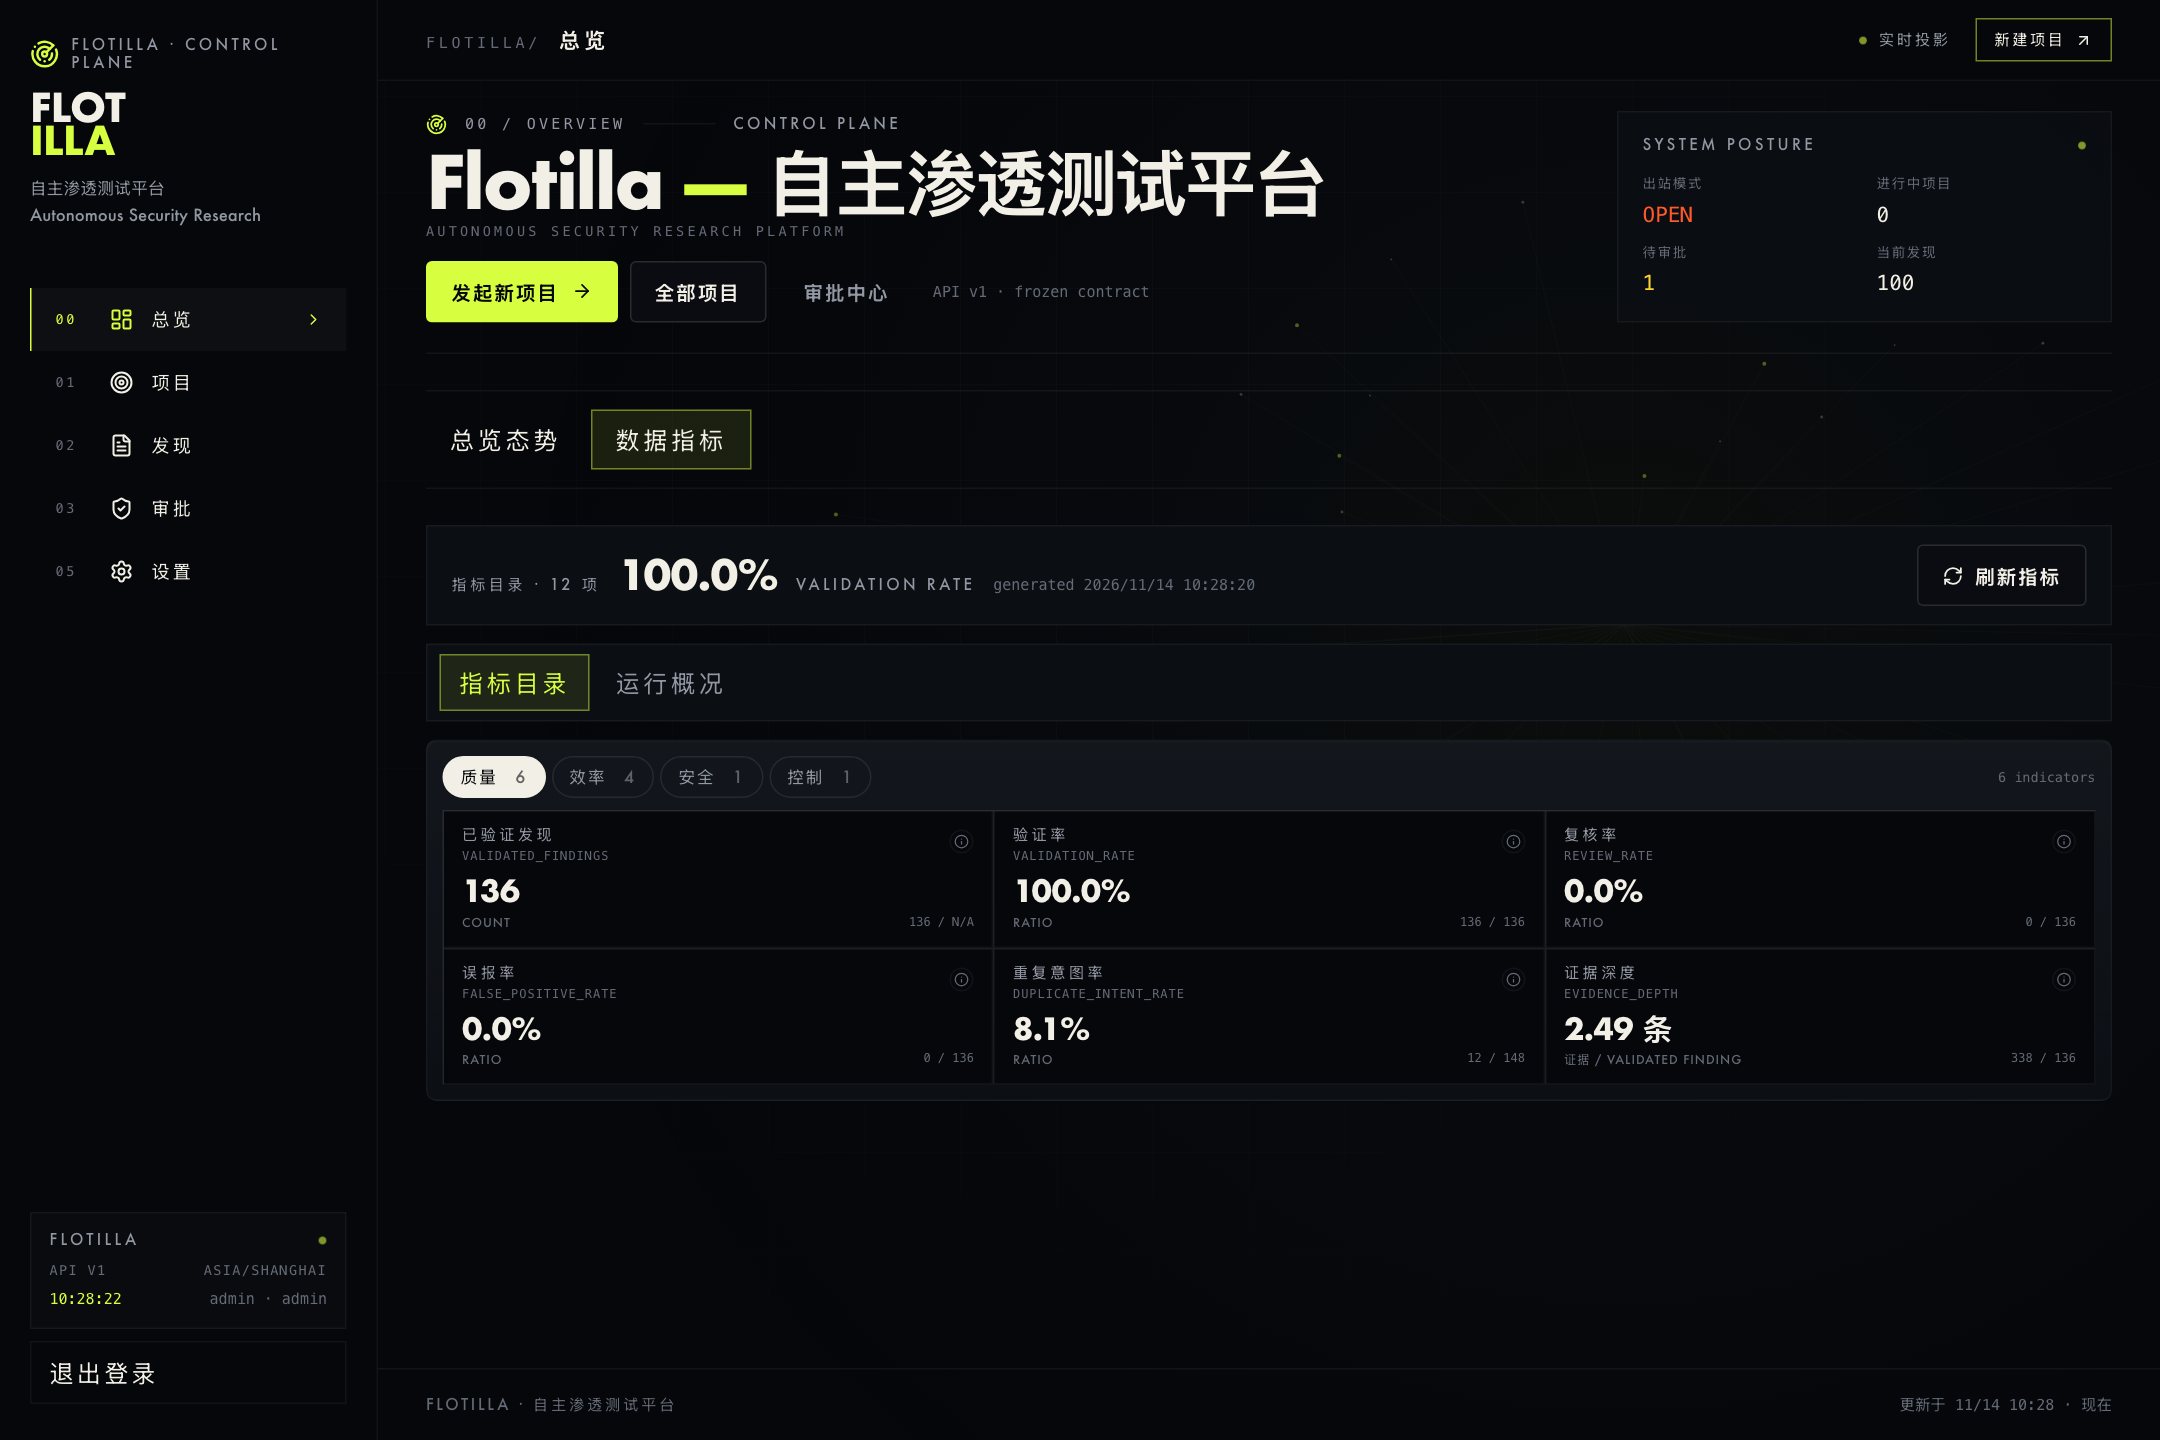 FLOTILLA · CONTROL
PLANE
FLOT
ILLA
自主渗透测试平台
Autonomous Security Research
00 总览
01 项目
02 发现
03 审批
05 设置
FLOTILLA
API V1 ASIA/SHANGHAI
10:28:22 admin · admin
退出登录
FLOTILLA/ 总览
实时投影 新建项目
00 / OVERVIEW CONTROL PLANE
Flotilla — 自主渗透测试平台
AUTONOMOUS SECURITY RESEARCH PLATFORM
发起新项目 全部项目 审批中心 API v1 · frozen contract
SYSTEM POSTURE
出站模式 进行中项目
OPEN 0
待审批 当前发现
1 100
总览态势 数据指标
指标目录 · 12 项 100.0% VALIDATION RATE generated 2026/11/14 10:28:20 刷新指标
指标目录 运行概况
质量 6 效率 4 安全 1 控制 1 6 indicators
已验证发现
VALIDATED_FINDINGS
136
COUNT 136 / N/A
验证率
VALIDATION_RATE
100.0%
RATIO 136 / 136
复核率
REVIEW_RATE
0.0%
RATIO 0 / 136
误报率
FALSE_POSITIVE_RATE
0.0%
RATIO 0 / 136
重复意图率
DUPLICATE_INTENT_RATE
8.1%
RATIO 12 / 148
证据深度
EVIDENCE_DEPTH
2.49 条
证据 / VALIDATED FINDING 338 / 136
FLOTILLA · 自主渗透测试平台 更新于 11/14 10:28 · 现在